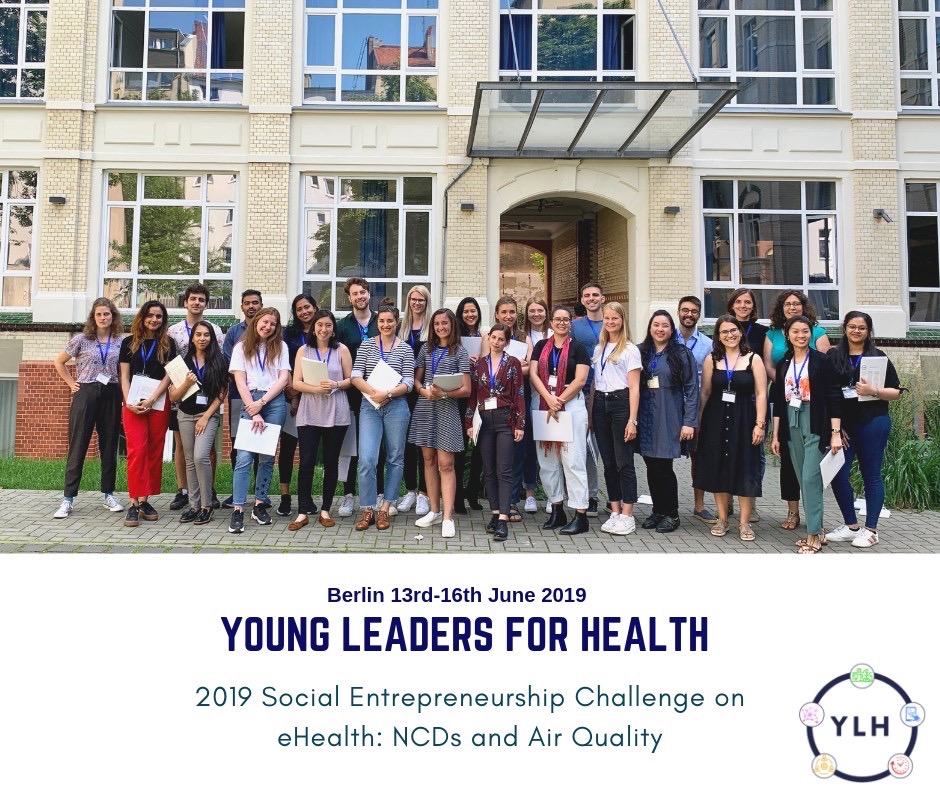 Berlin 13rd-16th June 2019
YOUNG LEADERS FOR HEALTH
2019 Social Entrepreneurship Challenge on
eHealth: NCDs and Air Quality
YLH